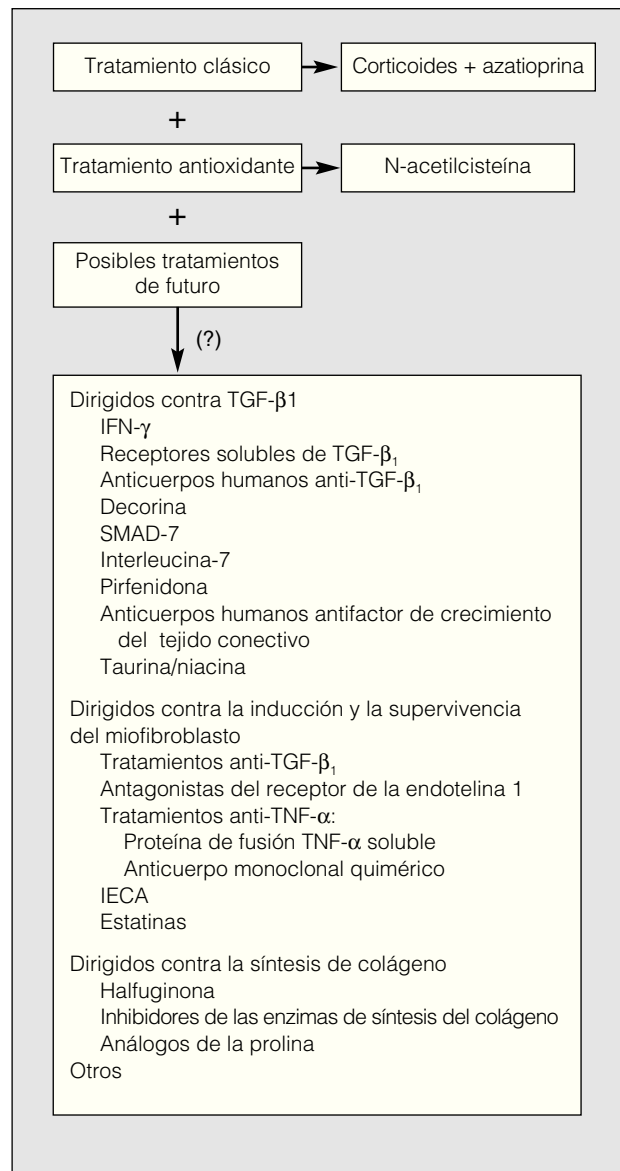 Tratamiento clásico
Corticoides + azatioprina
+
Tratamiento antioxidante
N-acetilcisteína
+
Posibles tratamientos
de futuro
(?)
Dirigidos contra TGF-β1
IFN-γ
Receptores solubles de TGF-β₁
Anticuerpos humanos anti-TGF-β₁
Decorina
SMAD-7
Interleucina-7
Pirfenidona
Anticuerpos humanos antifactor de crecimiento
del tejido conectivo
Taurina/niacina
Dirigidos contra la inducción y la supervivencia
del miofibroblasto
Tratamientos anti-TGF-β₁
Antagonistas del receptor de la endotelina 1
Tratamientos anti-TNF-α:
Proteína de fusión TNF-α soluble
Anticuerpo monoclonal quimérico
IECA
Estatinas
Dirigidos contra la síntesis de colágeno
Halfuginona
Inhibidores de las enzimas de síntesis del colágeno
Análogos de la prolina
Otros